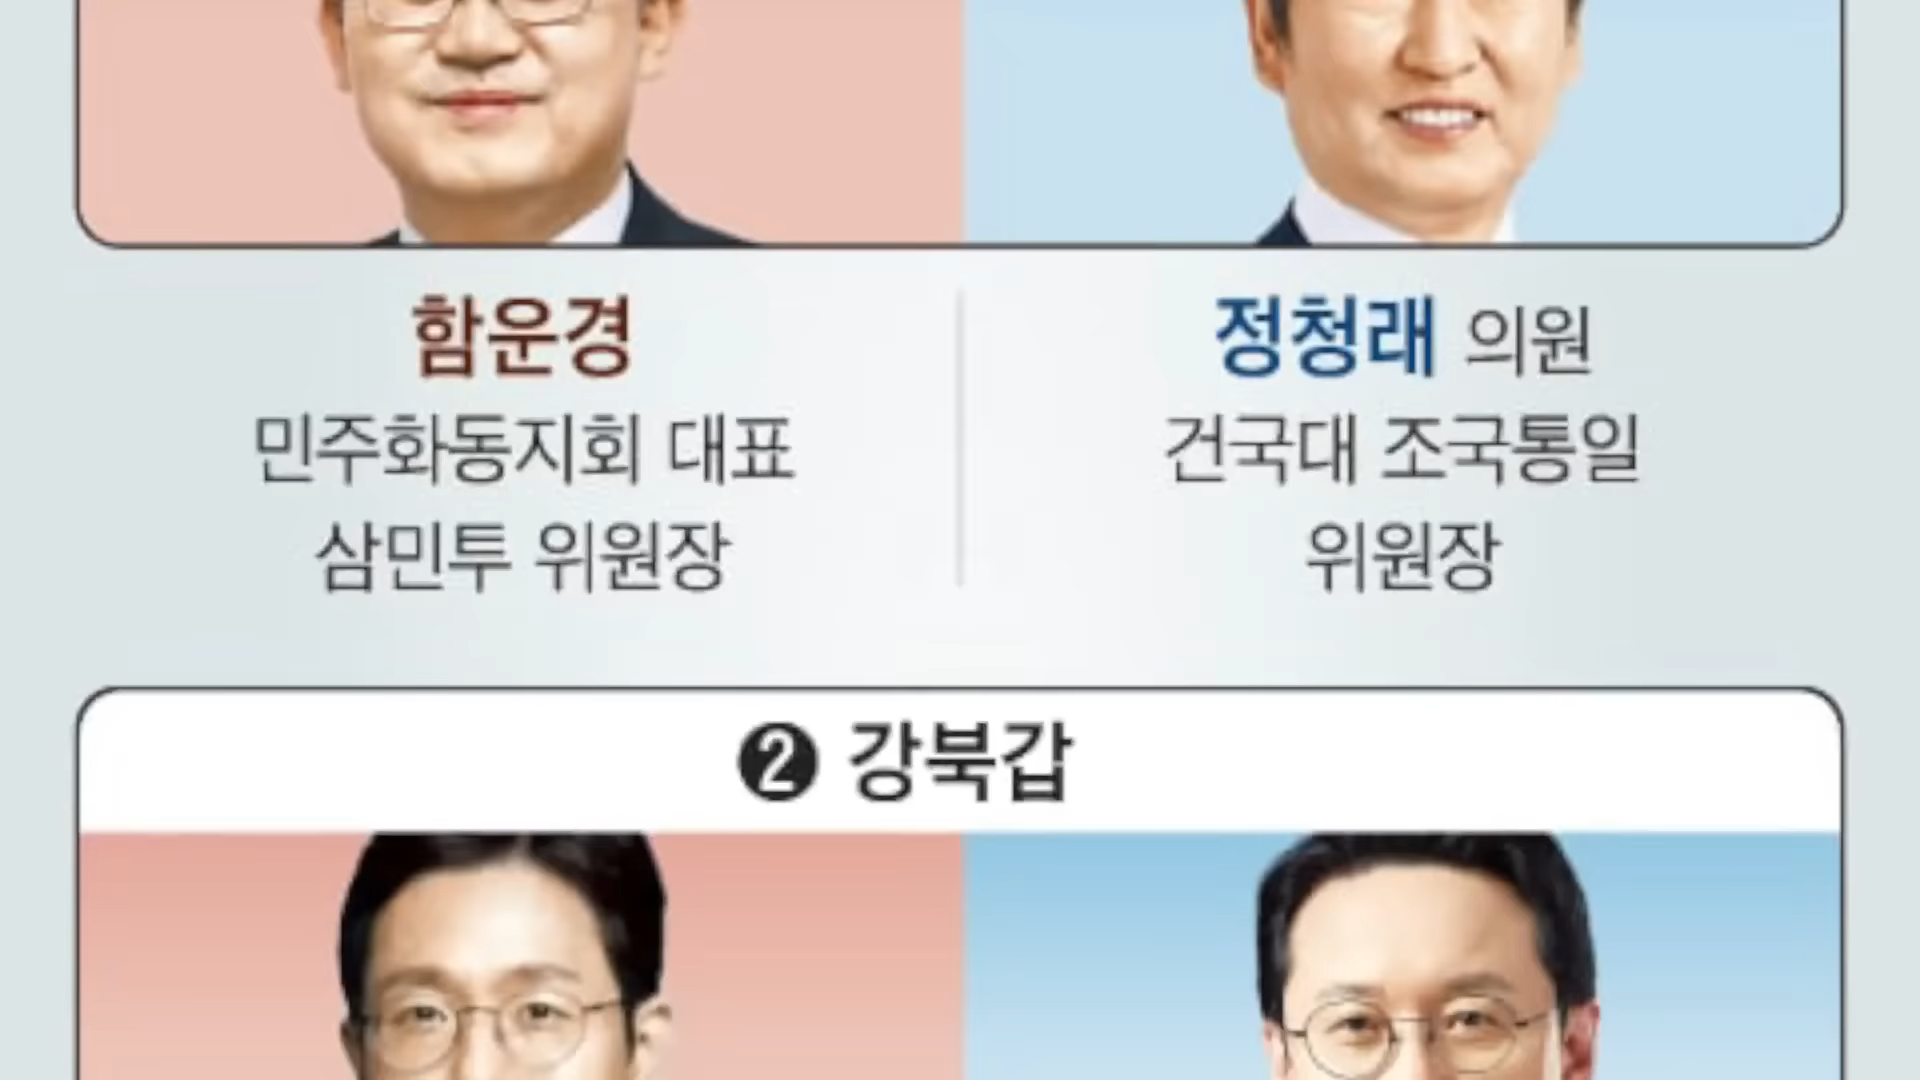 함운경
민주화동지회 대표
삼민투 위원장
정청래 의원
건국대 조국통일
위원장
❷ 강북갑